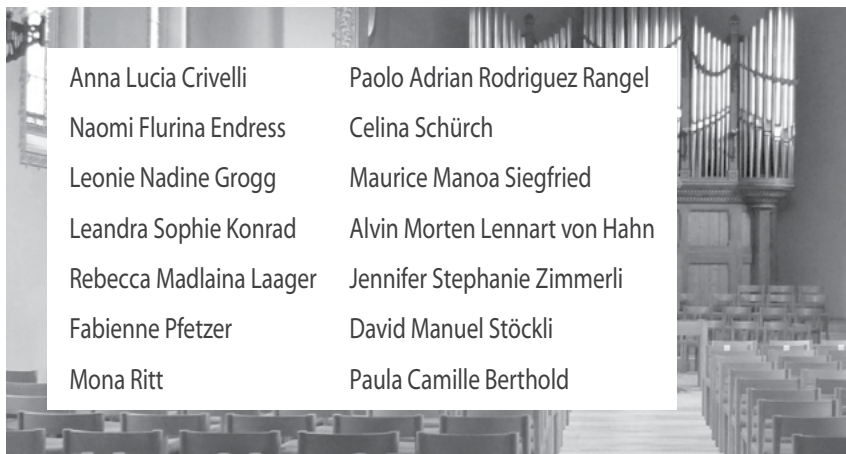 Anna Lucia Crivelli
Naomi Flurina Endress
Leonie Nadine Grogg
Leandra Sophie Konrad
Rebecca Madlaina Laager
Fabienne Pfetzer
Mona Ritt
Paolo Adrian Rodriguez Rangel
Celina Schürch
Maurice Manoa Siegfried
Alvin Morten Lennart von Hahn
Jennifer Stephanie Zimmerli
David Manuel Stöckli
Paula Camille Berthold